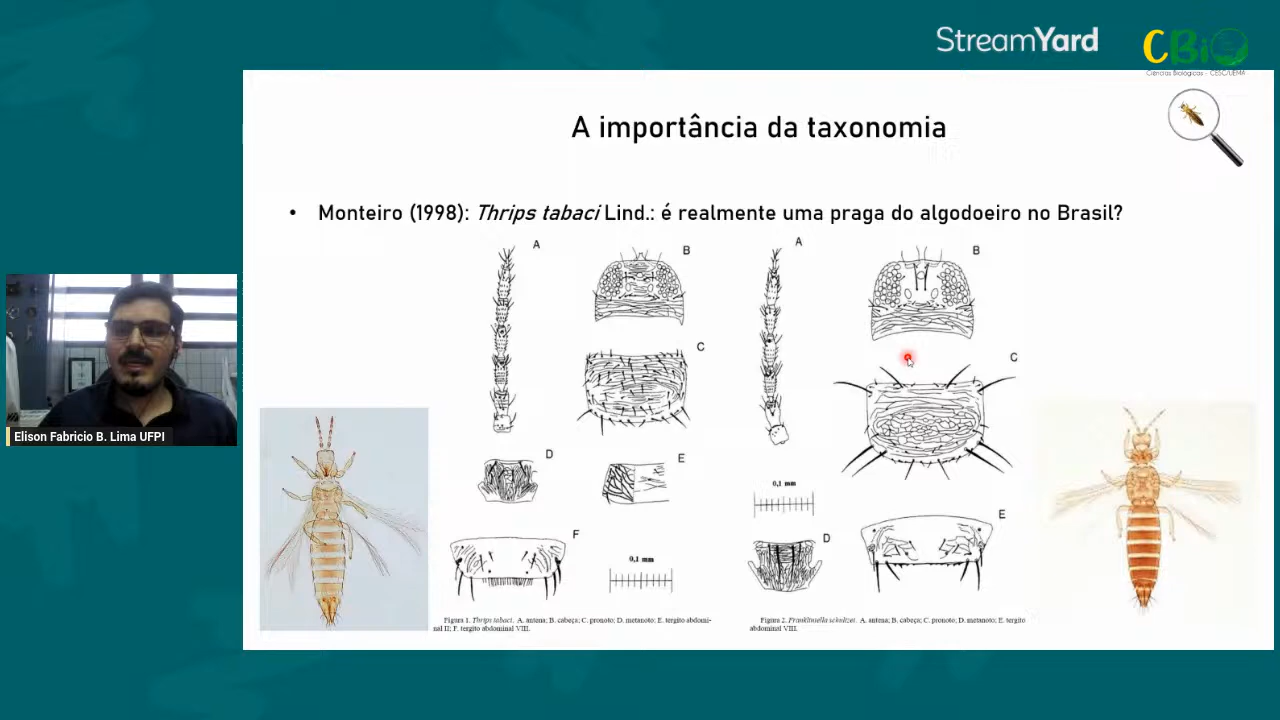 StreamYard
CBiO
Ciências Biológicas - CESC/UEMA
A importância da taxonomia
• Monteiro (1998): Thrips tabaci Lind.: é realmente uma praga do algodoeiro no Brasil?
A
B
C
D
E
F
0,1 mm
Figura 1. Thrips tabaci. A. antena; B. cabeça; C. pronoto; D. metanoto; E. tergito abdomi-
nal II; F. tergito abdominal VIII.
A
B
C
0,1 mm
D
E
Figura 2. Frankliniella schultzei. A. antena; B. cabeça; C. pronoto; D. metanoto; E. tergito
abdominal VIII.
Elison Fabricio B. Lima UFPI